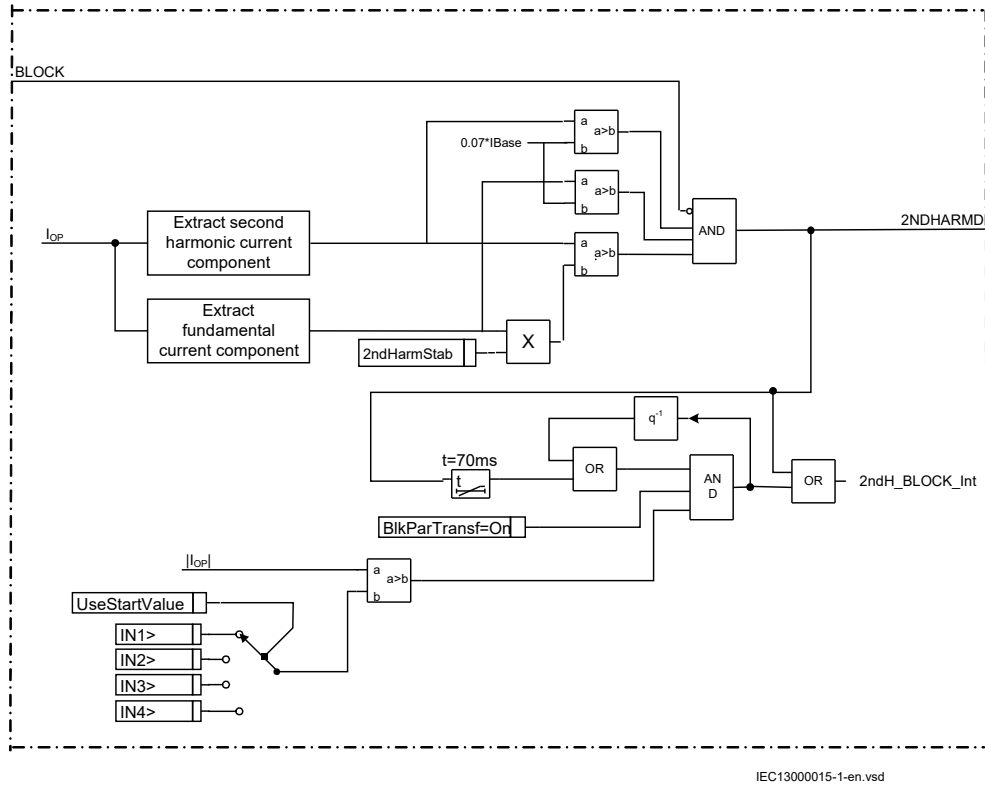 BLOCK
a
a>b
b
0.07*IBase
a
a>b
b
Extract second
harmonic current
component
IOP
a
a>b
b
AND
2NDHARMD
Extract
fundamental
current component
X
2ndHarmStab
q-1
t=70ms
t
OR
AN
D
OR
2ndH_BLOCK_Int
BlkParTransf=On
|IOP|
a
a>b
b
UseStartValue
IN1>
IN2>
IN3>
IN4>
IEC13000015-1-en.vsd